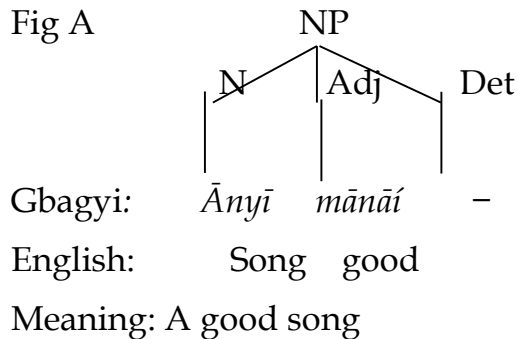 Fig A NP
N Adj Det
Gbagyi: Ānyī mānāí –
English: Song good
Meaning: A good song